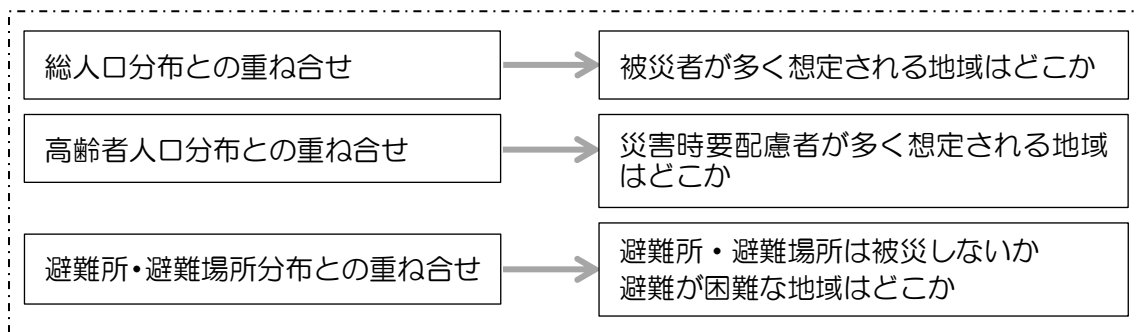 総人口分布との重ね合せ
被災者が多く想定される地域はどこか
高齢者人口分布との重ね合せ
災害時要配慮者が多く想定される地域
はどこか
避難所・避難場所分布との重ね合せ
避難所・避難場所は被災しないか
避難が困難な地域はどこか